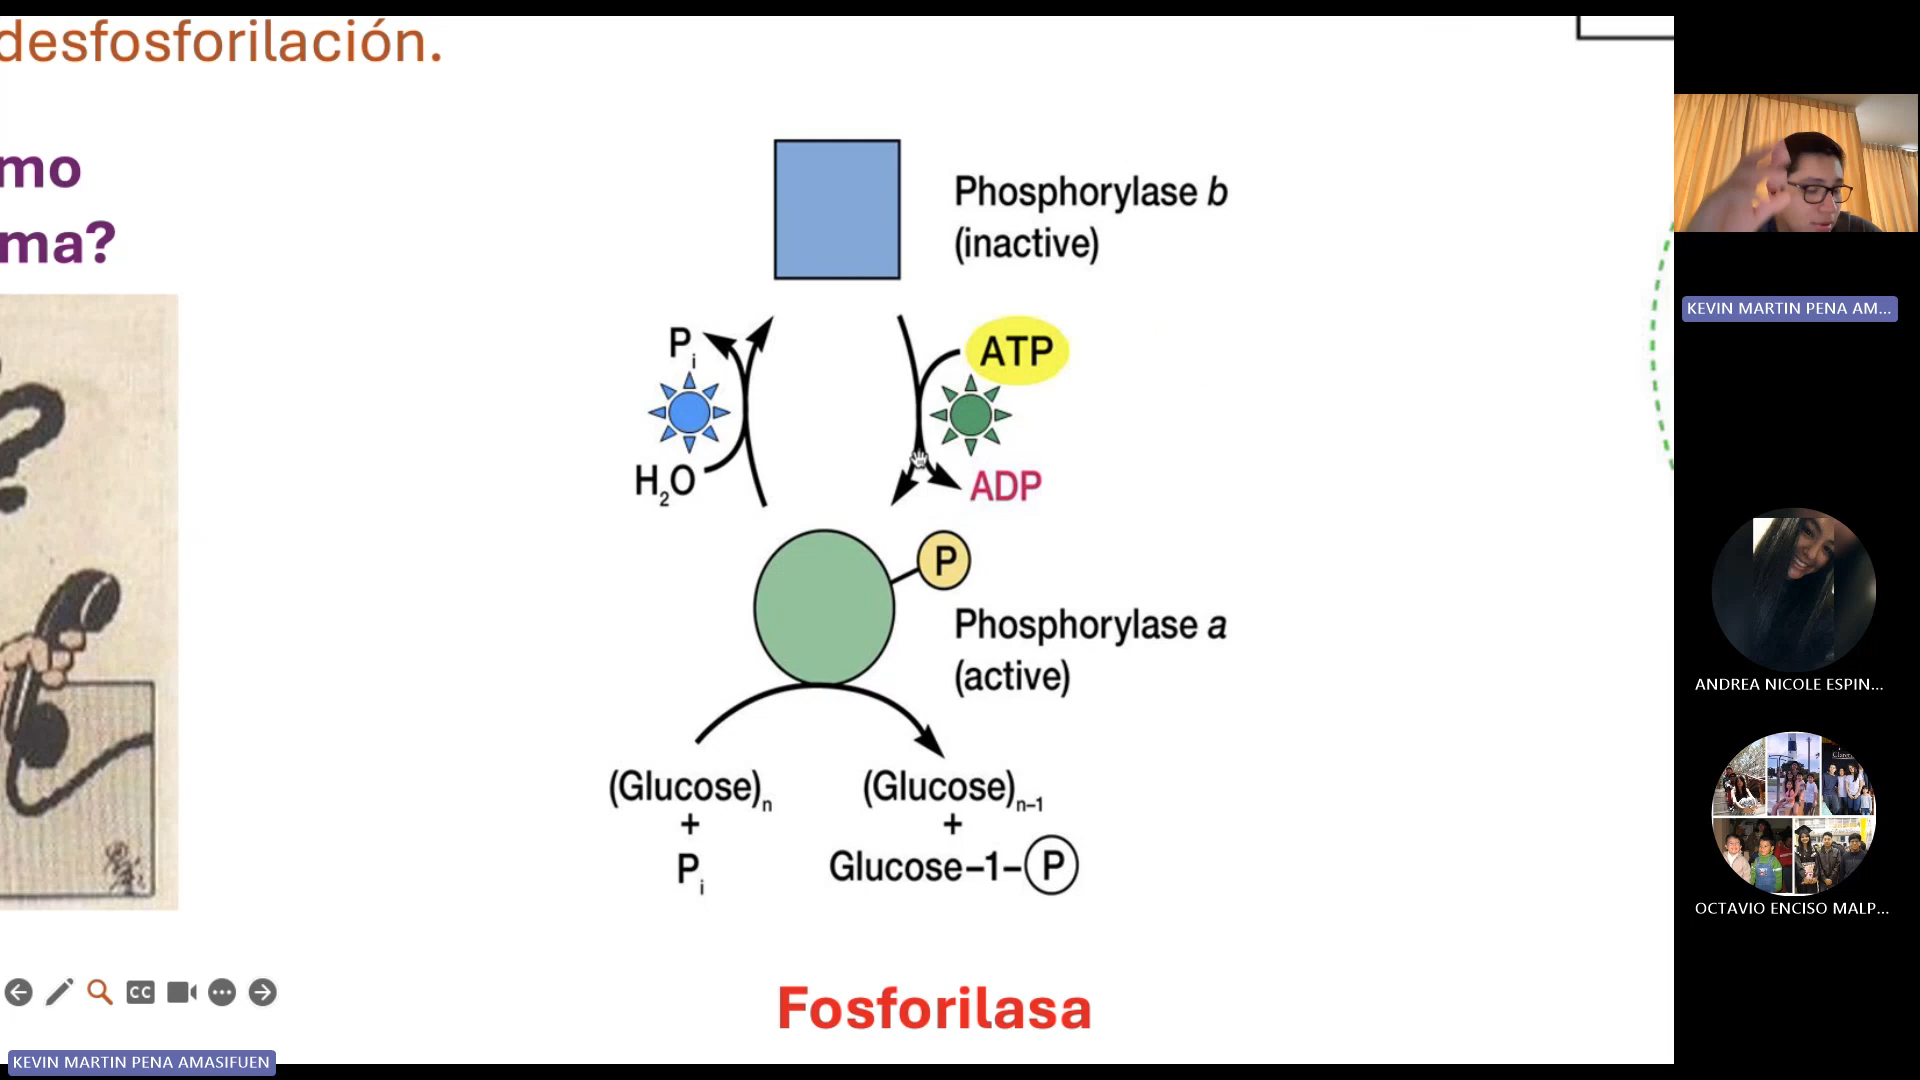 desfosforilación.
mo
ma?
Phosphorylase b
(inactive)
Pi
ATP
H2O
ADP
P
Phosphorylase a
(active)
(Glucose)n
+
Pi
(Glucose)n–1
+
Glucose–1–P
Fosforilasa
CC
KEVIN MARTIN PENA AMASIFUEN
KEVIN MARTIN PENA AM...
ANDREA NICOLE ESPIN...
OCTAVIO ENCISO MALP...